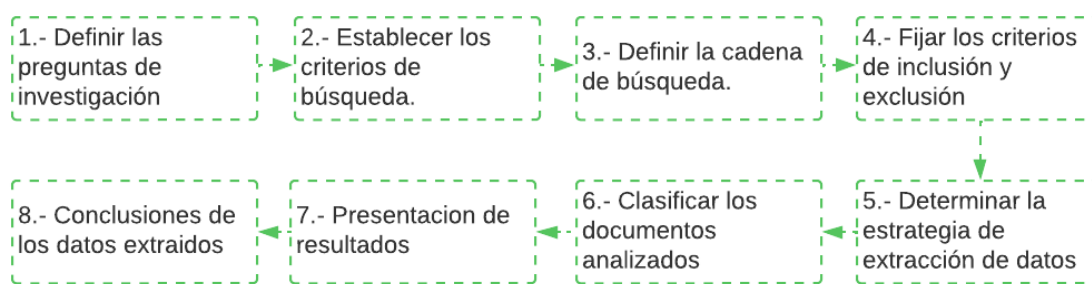 1.- Definir las
preguntas de
investigación
2.- Establecer los
criterios de
búsqueda.
3.- Definir la cadena
de búsqueda.
4.- Fijar los criterios
de inclusión y
exclusión
5.- Determinar la
estrategia de
extracción de datos
6.- Clasificar los
documentos
analizados
7.- Presentacion de
resultados
8.- Conclusiones de
los datos extraidos